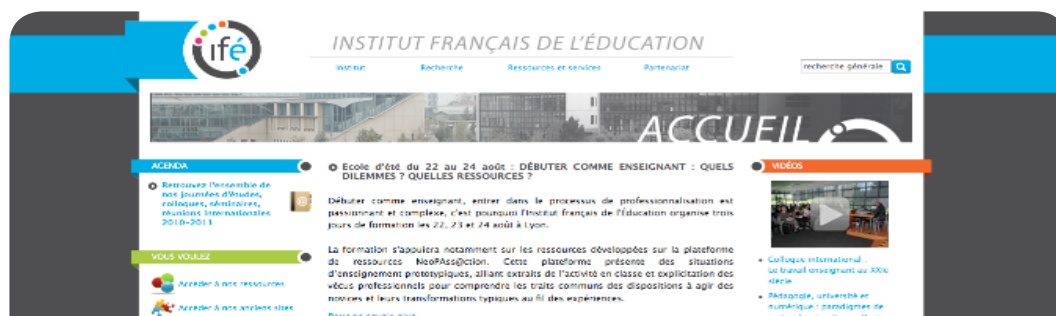 ifé
INSTITUT FRANÇAIS DE L'ÉDUCATION
Institut Recherche Ressources et services Partenariat
recherche générale
ACCUEIL
AGENDA
Retrouvez l'ensemble de
nos journées d'études,
colloques, séminaires,
réunions internationales
2010-2011
VOUS VOULEZ
Accéder à nos ressources
Accéder à nos anciens sites
Ecole d'été du 22 au 24 août : DÉBUTER COMME ENSEIGNANT : QUELS
DILEMMES ? QUELLES RESSOURCES ?
Débuter comme enseignant, entrer dans le processus de professionnalisation est
passionnant et complexe, c'est pourquoi l'Institut français de l'Éducation organise trois
jours de formation les 22, 23 et 24 août à Lyon.
La formation s'appuiera notamment sur les ressources développées sur la plateforme
de ressources NéoPAss@ction. Cette plateforme présente des situations
d'enseignement prototypiques, alliant extraits de l'activité en classe et explicitation des
vécus professionnels pour comprendre les traits communs des dispositions à agir des
novices et leurs transformations typiques au fil des expériences.
VIDÉOS
Colloque international :
Le travail enseignant au XXIe
siècle
Pédagogie, université et
numérique : paradigmes de